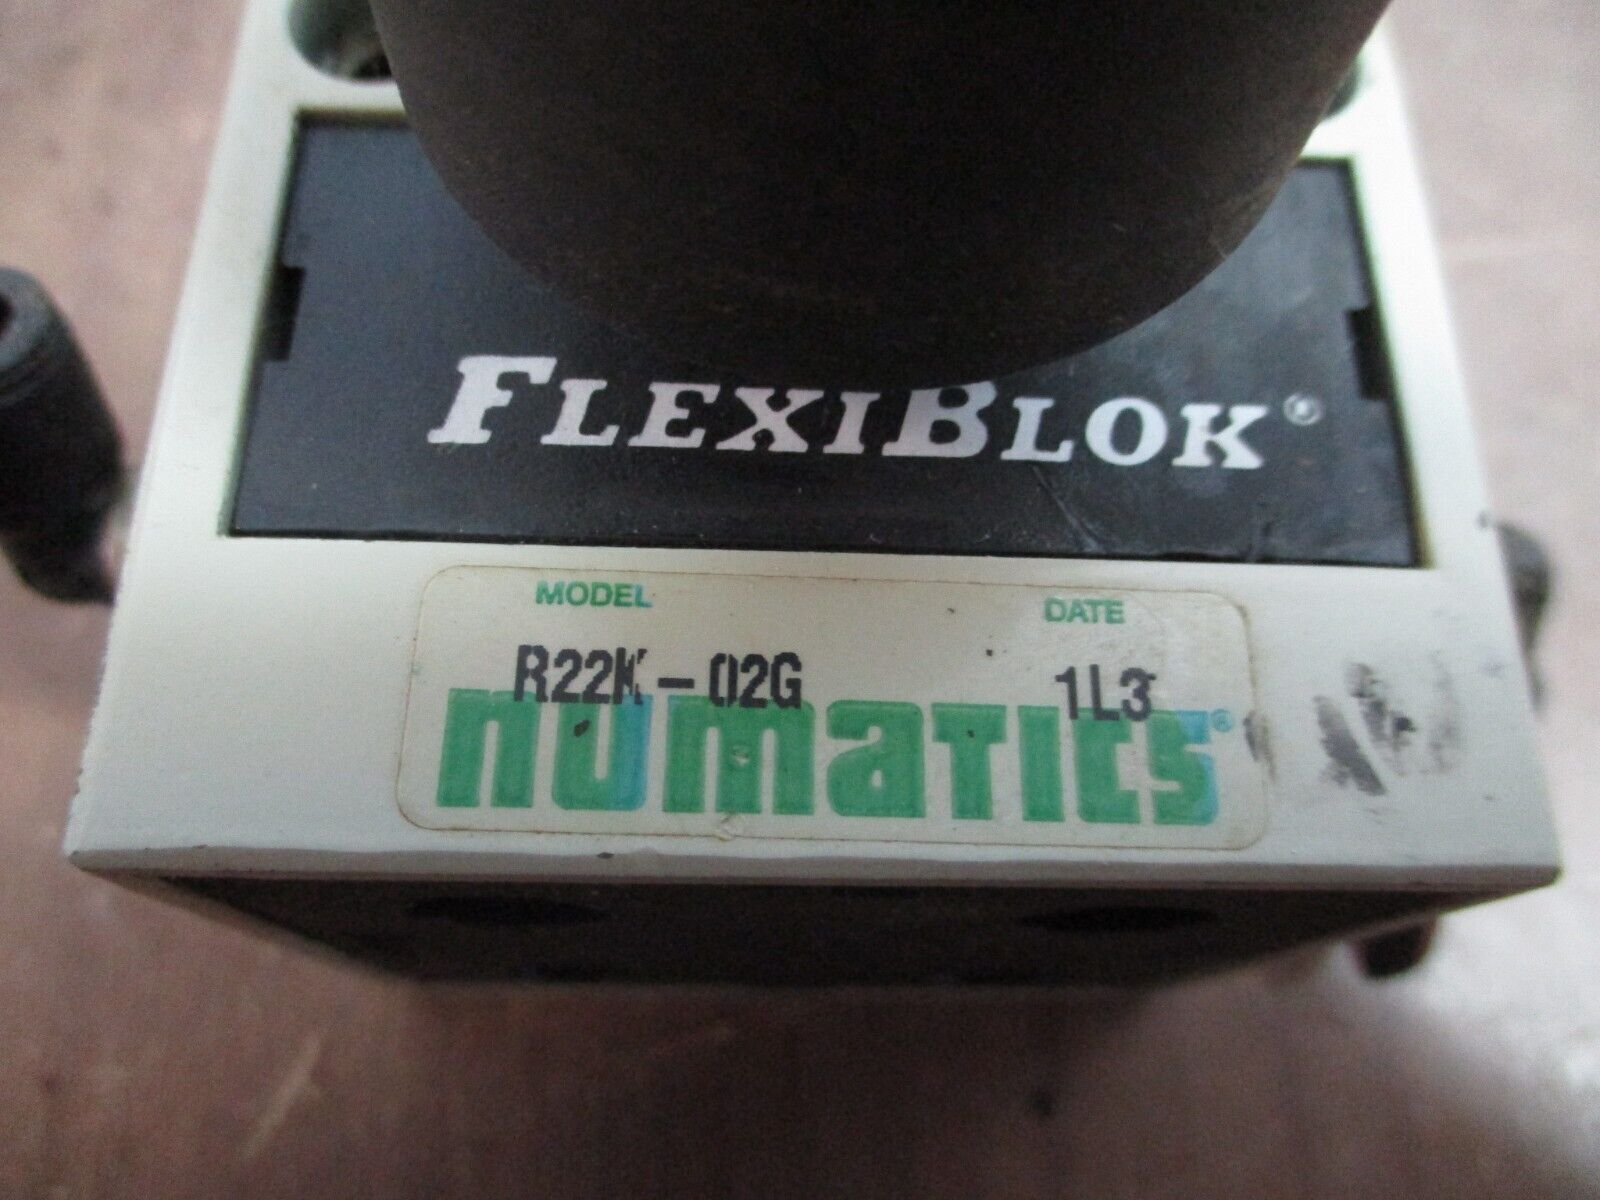 FLEXIBLOK®
MODEL DATE
R22K-02G 1L3
numatics®